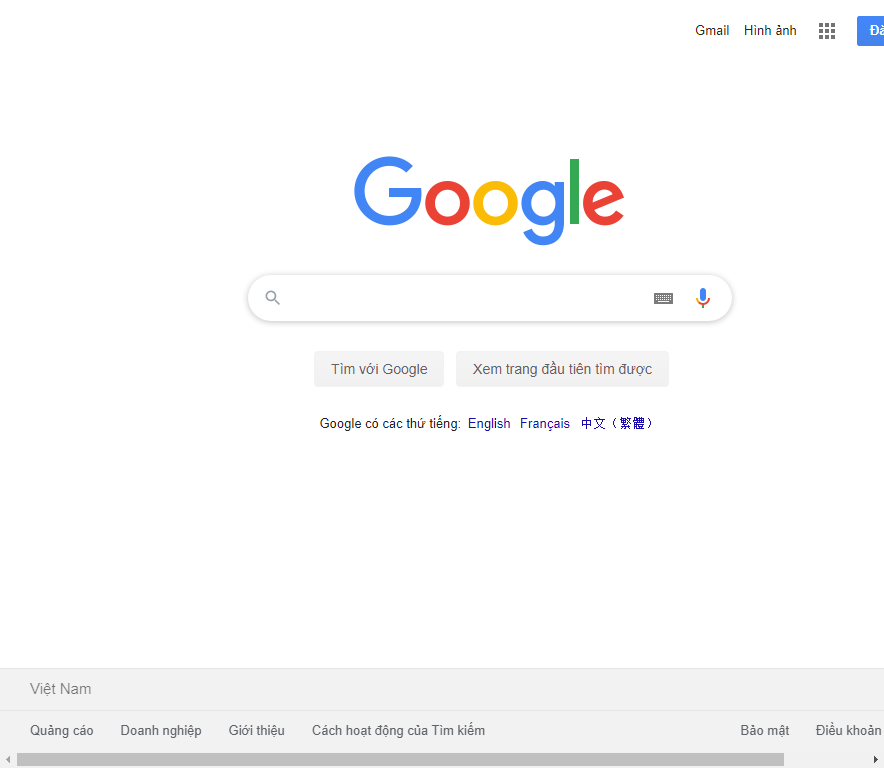 Gmail Hình ảnh
Google
Tìm với Google Xem trang đầu tiên tìm được
Google có các thứ tiếng: English Français 中文（繁體）
Việt Nam
Quảng cáo Doanh nghiệp Giới thiệu Cách hoạt động của Tìm kiếm Bảo mật Điều khoản